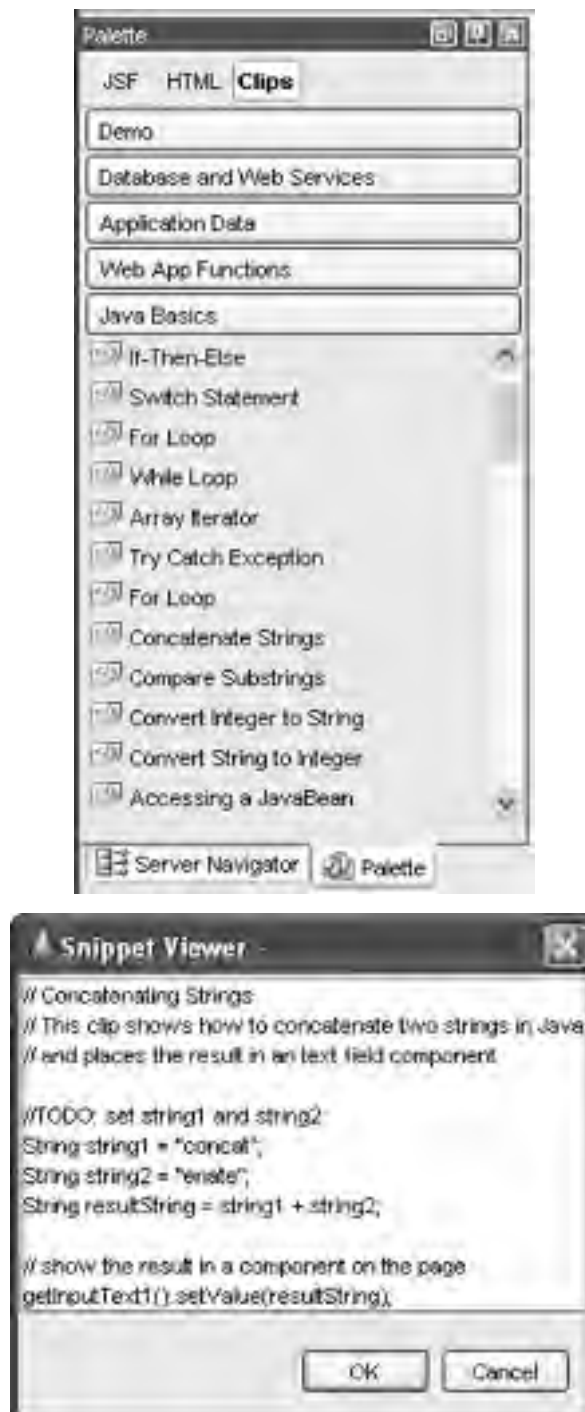 Palette
JSF HTML Clips
Demo
Database and Web Services
Application Data
Web App Functions
Java Basics
If-Then-Else
Switch Statement
For Loop
While Loop
Array Iterator
Try Catch Exception
For Loop
Concatenate Strings
Compare Substrings
Convert Integer to String
Convert String to Integer
Accessing a JavaBean
Server Navigator Palette
Snippet Viewer
// Concatenating Strings
// This clip shows how to concatenate two strings in Java
// and places the result in an text field component

//TODO: set string1 and string2
String string1 = "concat";
String string2 = "enate";
String resultString = string1 + string2;

// show the result in a component on the page
getInputText1().setValue(resultString);
OK Cancel